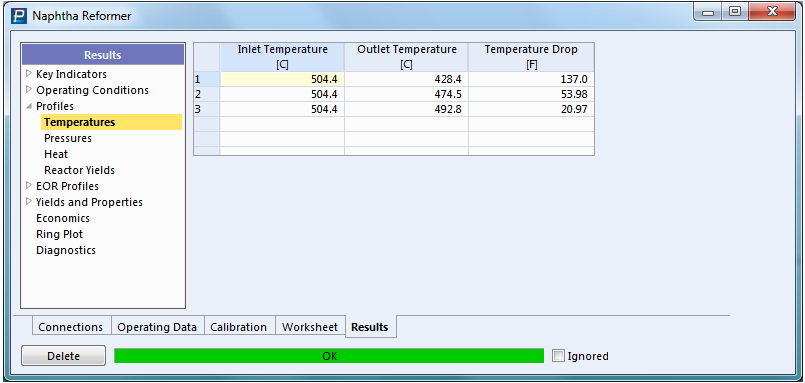 Naphtha Reformer
Results
Key Indicators
Operating Conditions
Profiles
Temperatures
Pressures
Heat
Reactor Yields
EOR Profiles
Yields and Properties
Economics
Ring Plot
Diagnostics
Inlet Temperature Outlet Temperature Temperature Drop
[C] [C] [F]
1 504.4 428.4 137.0
2 504.4 474.5 53.98
3 504.4 492.8 20.97
Connections Operating Data Calibration Worksheet Results
Delete OK Ignored